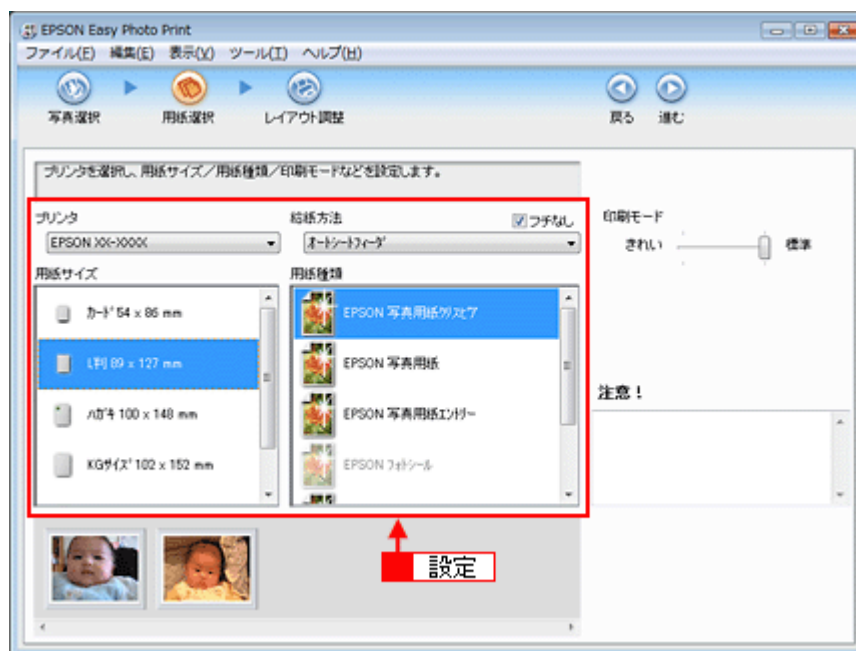 EPSON Easy Photo Print
ファイル(F) 編集(E) 表示(V) ツール(T) ヘルプ(H)
写真選択 用紙選択 レイアウト調整 戻る 進む
プリンタを選択し、用紙サイズ／用紙種類／印刷モードなどを設定します。
プリンタ 給紙方法 フチなし 印刷モード
EPSON XX-XXXX ｵｰﾄｼｰﾄﾌｨｰﾀﾞ きれい 標準
用紙サイズ 用紙種類
ｶｰﾄﾞ 54 x 86 mm EPSON 写真用紙ｸﾘｽﾋﾟｱ
L判 89 x 127 mm EPSON 写真用紙
注意！
ﾊｶﾞｷ 100 x 148 mm EPSON 写真用紙ｴﾝﾄﾘｰ
KGｻｲｽﾞ 102 x 152 mm EPSON ﾌｫﾄｼｰﾙ
設定